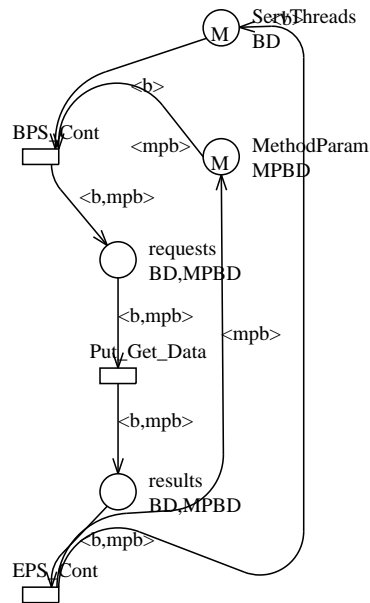 ServThreads
<b>
M
BD
<b>
BPS_Cont
<mpb>
MethodParam
M
MPBD
<b,mpb>
requests
BD,MPBD
<b,mpb>
<mpb>
Put_Get_Data
<b,mpb>
results
BD,MPBD
<b,mpb>
EPS_Cont